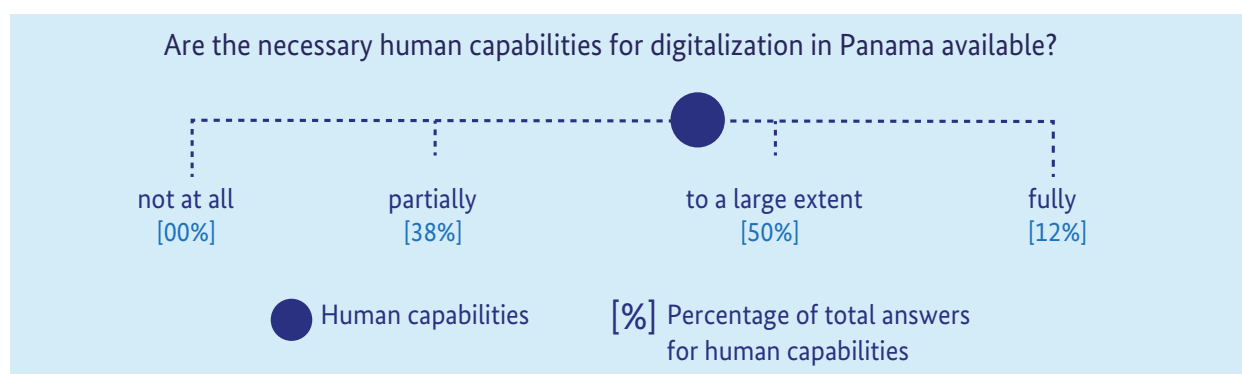 Are the necessary human capabilities for digitalization in Panama available?
not at all partially to a large extent fully
[00%] [38%] [50%] [12%]
Human capabilities [%] Percentage of total answers
for human capabilities